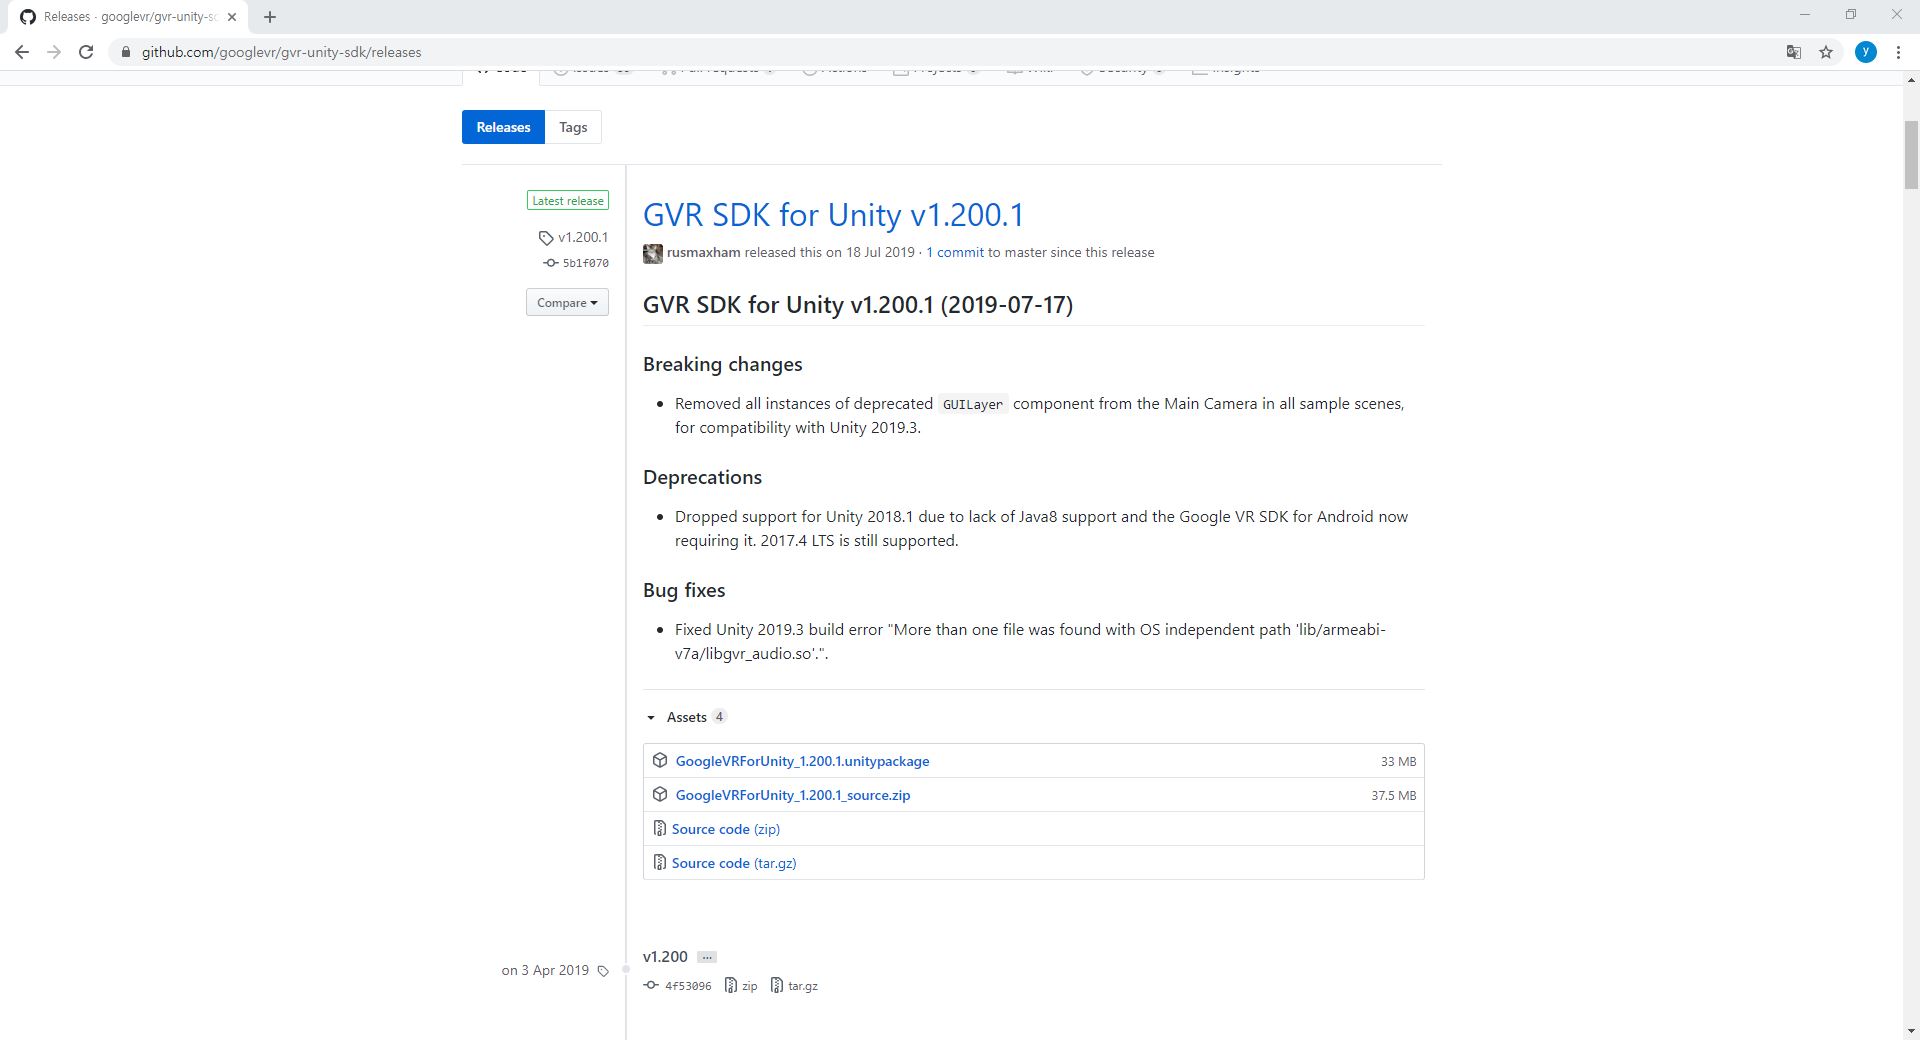 Releases · googlevr/gvr-unity-sd
github.com/googlevr/gvr-unity-sdk/releases
y
Releases
Tags
Latest release
v1.200.1
5b1f070
Compare
GVR SDK for Unity v1.200.1
rusmaxham released this on 18 Jul 2019 · 1 commit to master since this release
GVR SDK for Unity v1.200.1 (2019-07-17)
Breaking changes
• Removed all instances of deprecated GUILayer component from the Main Camera in all sample scenes,
for compatibility with Unity 2019.3.
Deprecations
• Dropped support for Unity 2018.1 due to lack of Java8 support and the Google VR SDK for Android now
requiring it. 2017.4 LTS is still supported.
Bug fixes
• Fixed Unity 2019.3 build error "More than one file was found with OS independent path 'lib/armeabi-
v7a/libgvr_audio.so'.".
Assets 4
GoogleVRForUnity_1.200.1.unitypackage 33 MB
GoogleVRForUnity_1.200.1_source.zip 37.5 MB
Source code (zip)
Source code (tar.gz)
on 3 Apr 2019
v1.200 ...
4f53096 zip tar.gz